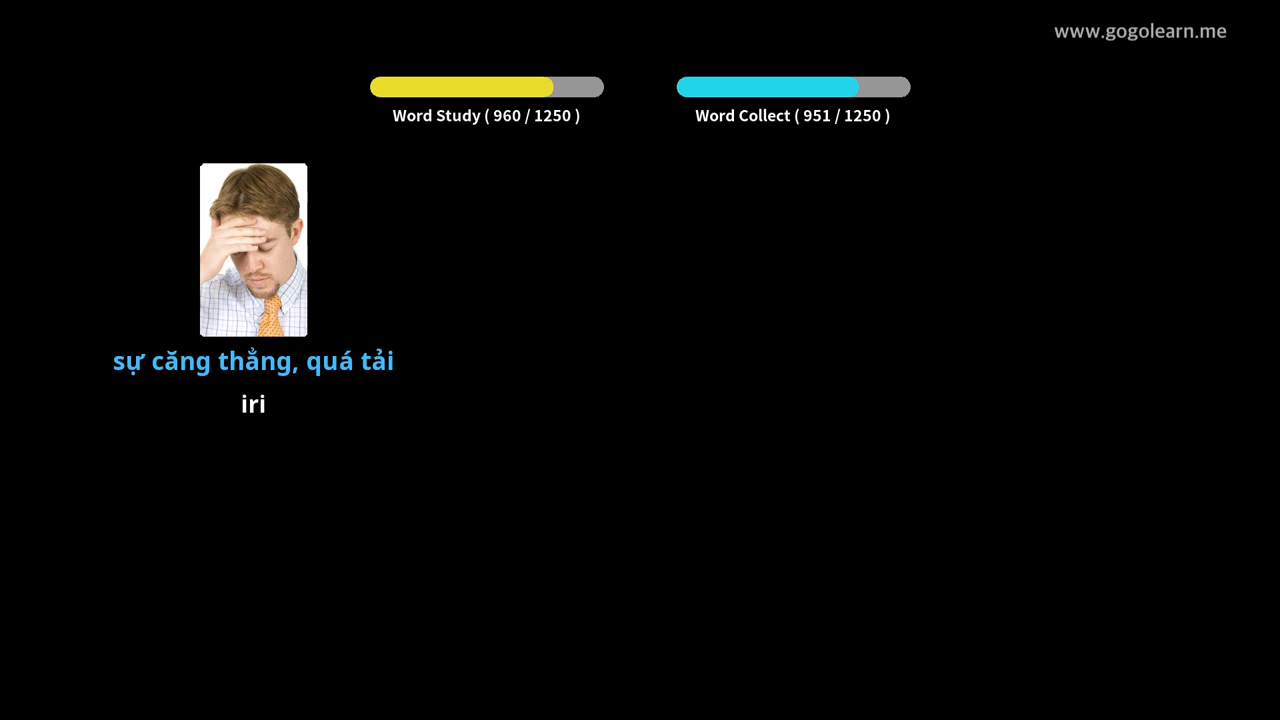 www.gogolearn.me
Word Study ( 960 / 1250 )
Word Collect ( 951 / 1250 )
sự căng thẳng, quá tải
iri